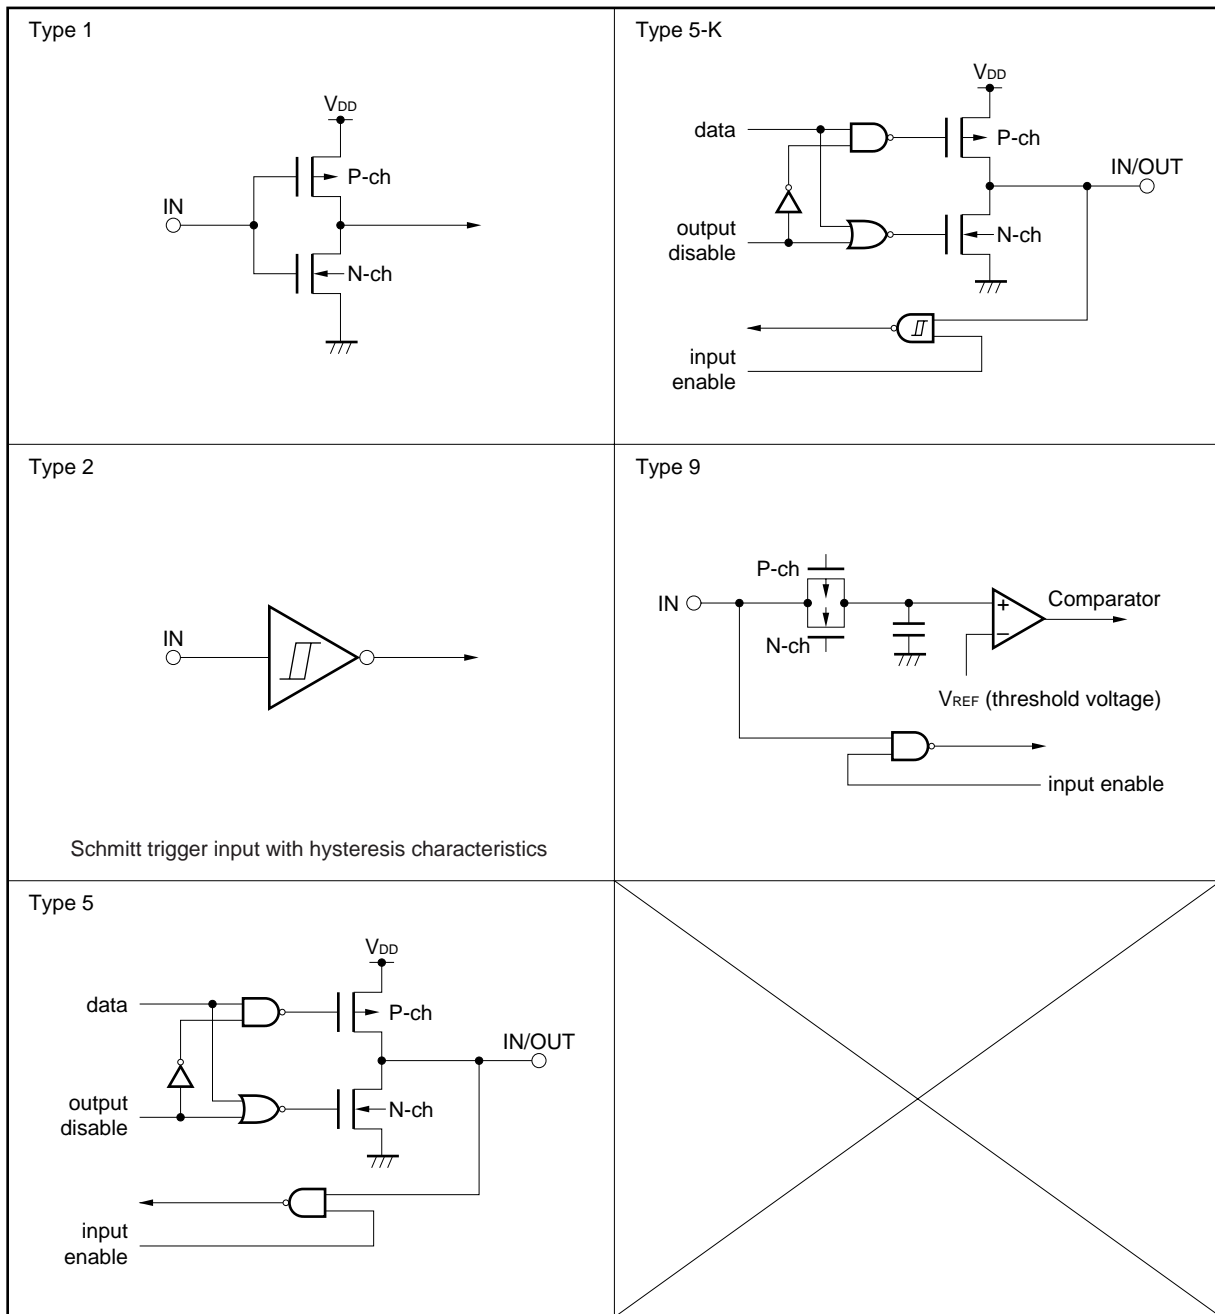 Type 1
VDD
P-ch
IN
N-ch
Type 5-K
VDD
data
P-ch
IN/OUT
output
disable
N-ch
input
enable
Type 2
IN
Schmitt trigger input with hysteresis characteristics
Type 9
P-ch
IN
+
Comparator
−
N-ch
VREF (threshold voltage)
input enable
Type 5
VDD
data
P-ch
IN/OUT
output
disable
N-ch
input
enable